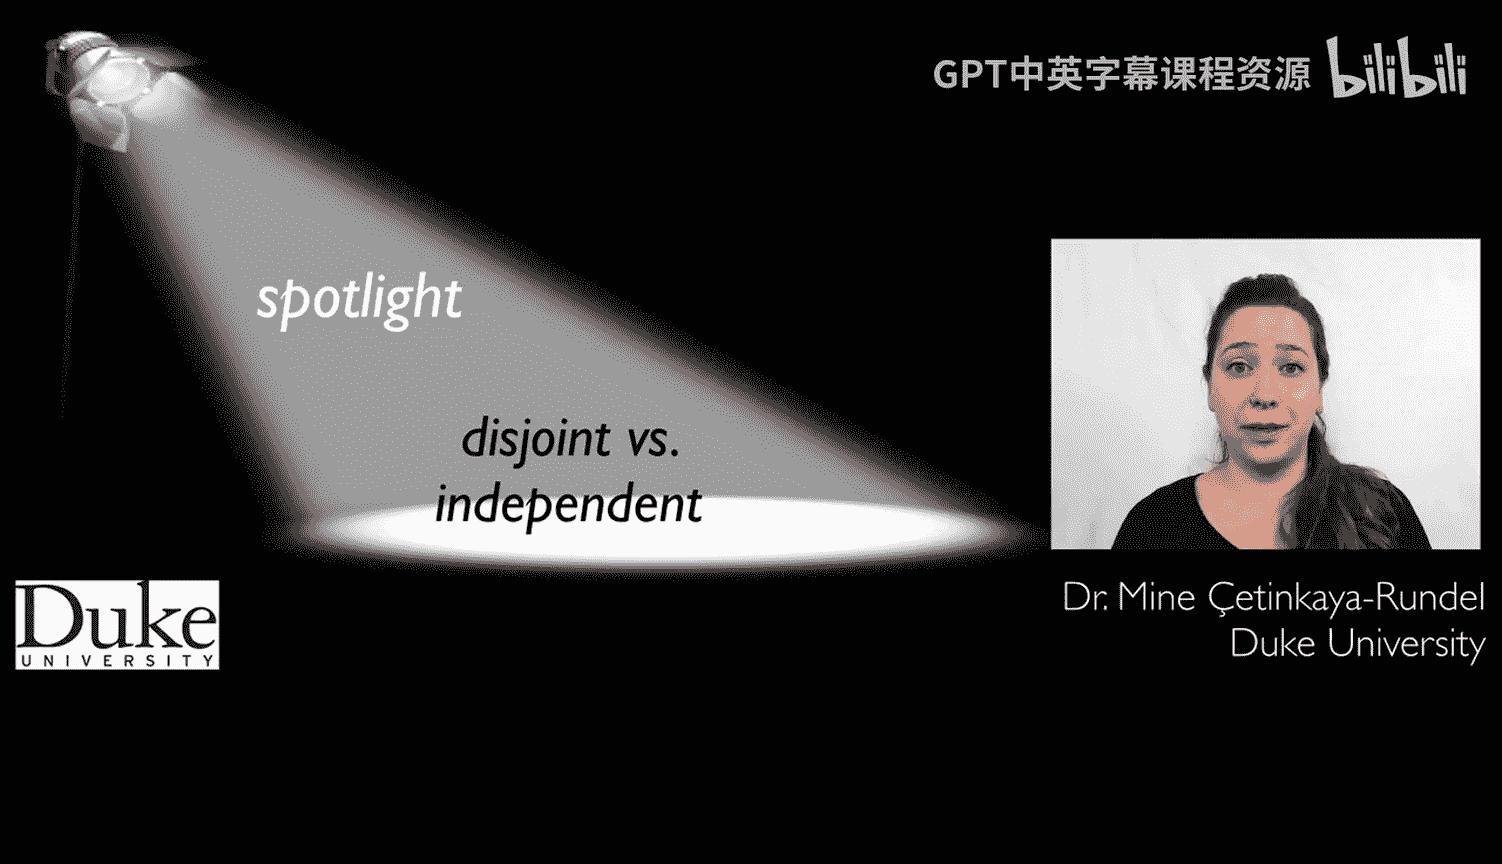 GPT中英字幕课程资源 bilibili
spotlight
disjoint vs.
independent
Duke
UNIVERSITY
Dr. Mine Çetinkaya-Rundel
Duke University